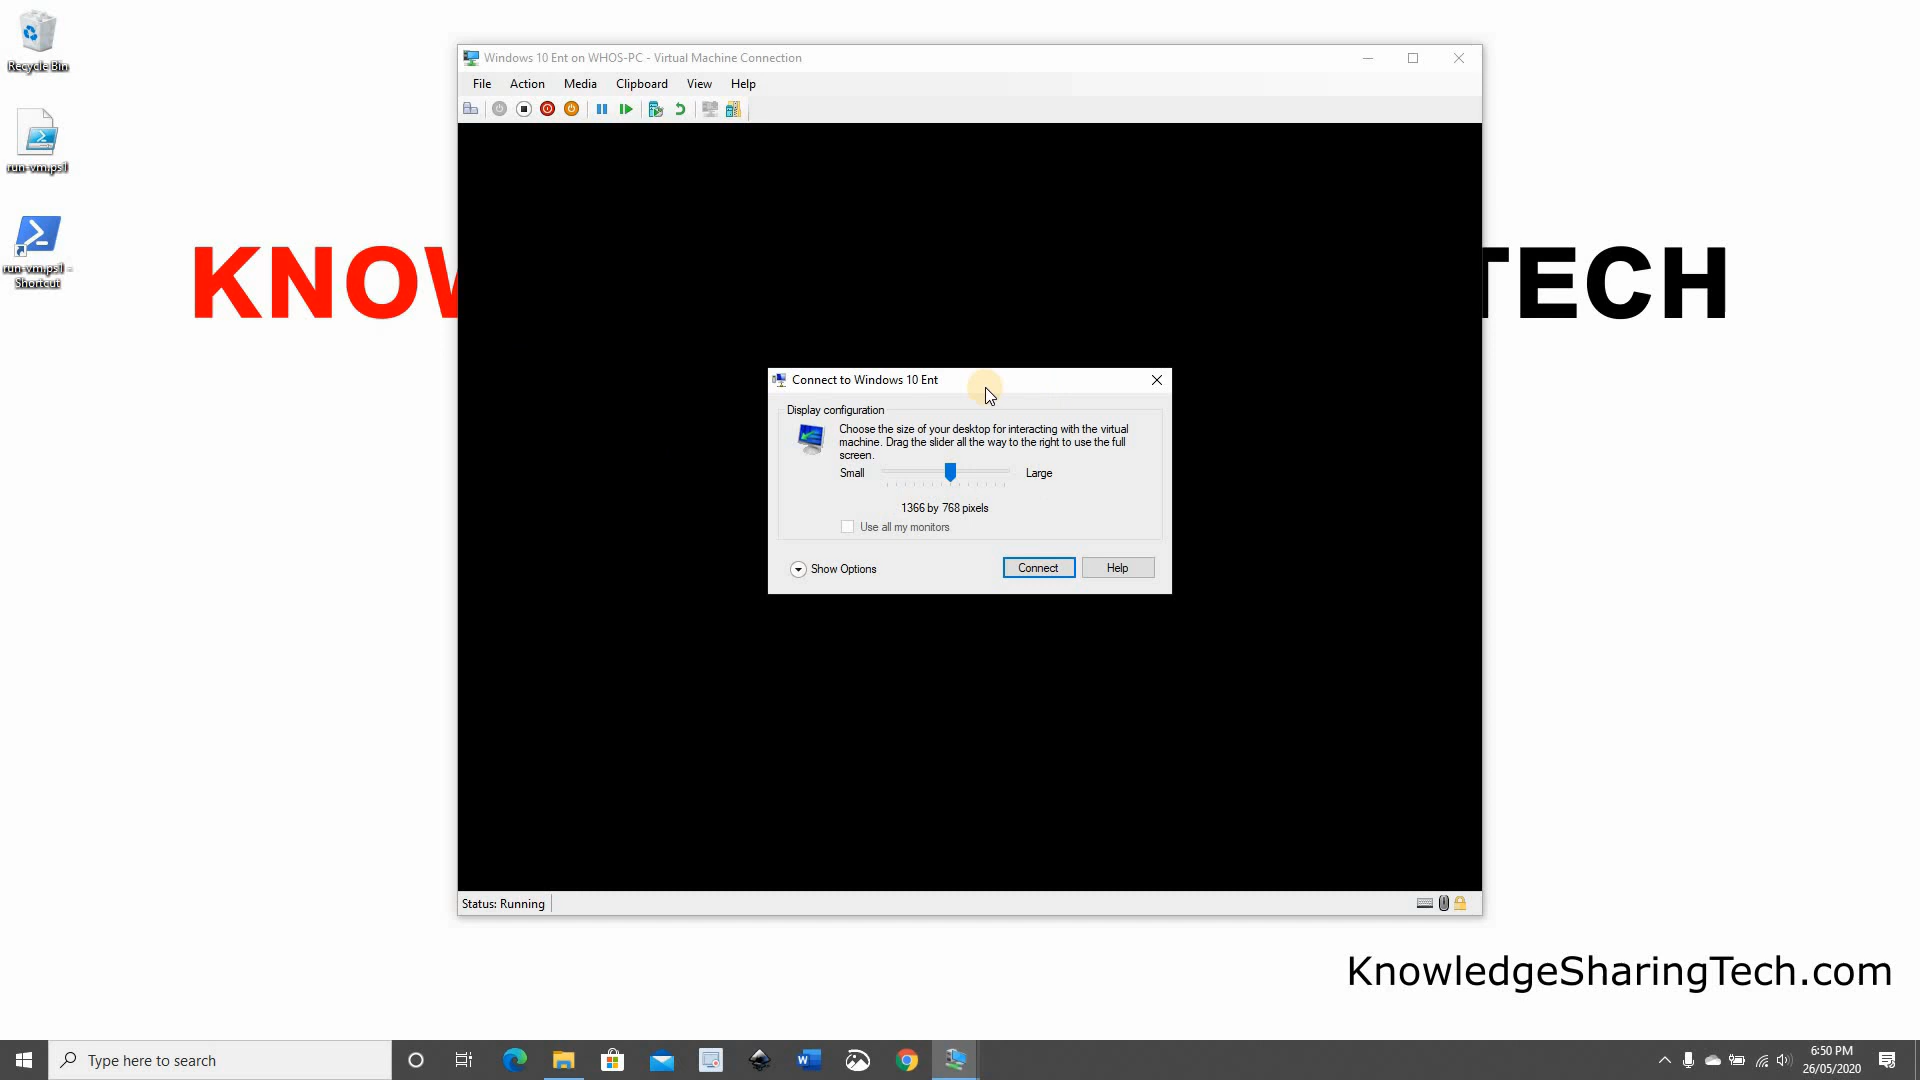 Recycle Bin
run-vm.ps1
run-vm.ps1 -
Shortcut
KNOW
TECH
Windows 10 Ent on WHOS-PC - Virtual Machine Connection
File Action Media Clipboard View Help
Connect to Windows 10 Ent
Display configuration
Choose the size of your desktop for interacting with the virtual
machine. Drag the slider all the way to the right to use the full
screen.
Small
Large
1366 by 768 pixels
Use all my monitors
Show Options
Connect
Help
Status: Running
KnowledgeSharingTech.com
Type here to search
6:50 PM
26/05/2020